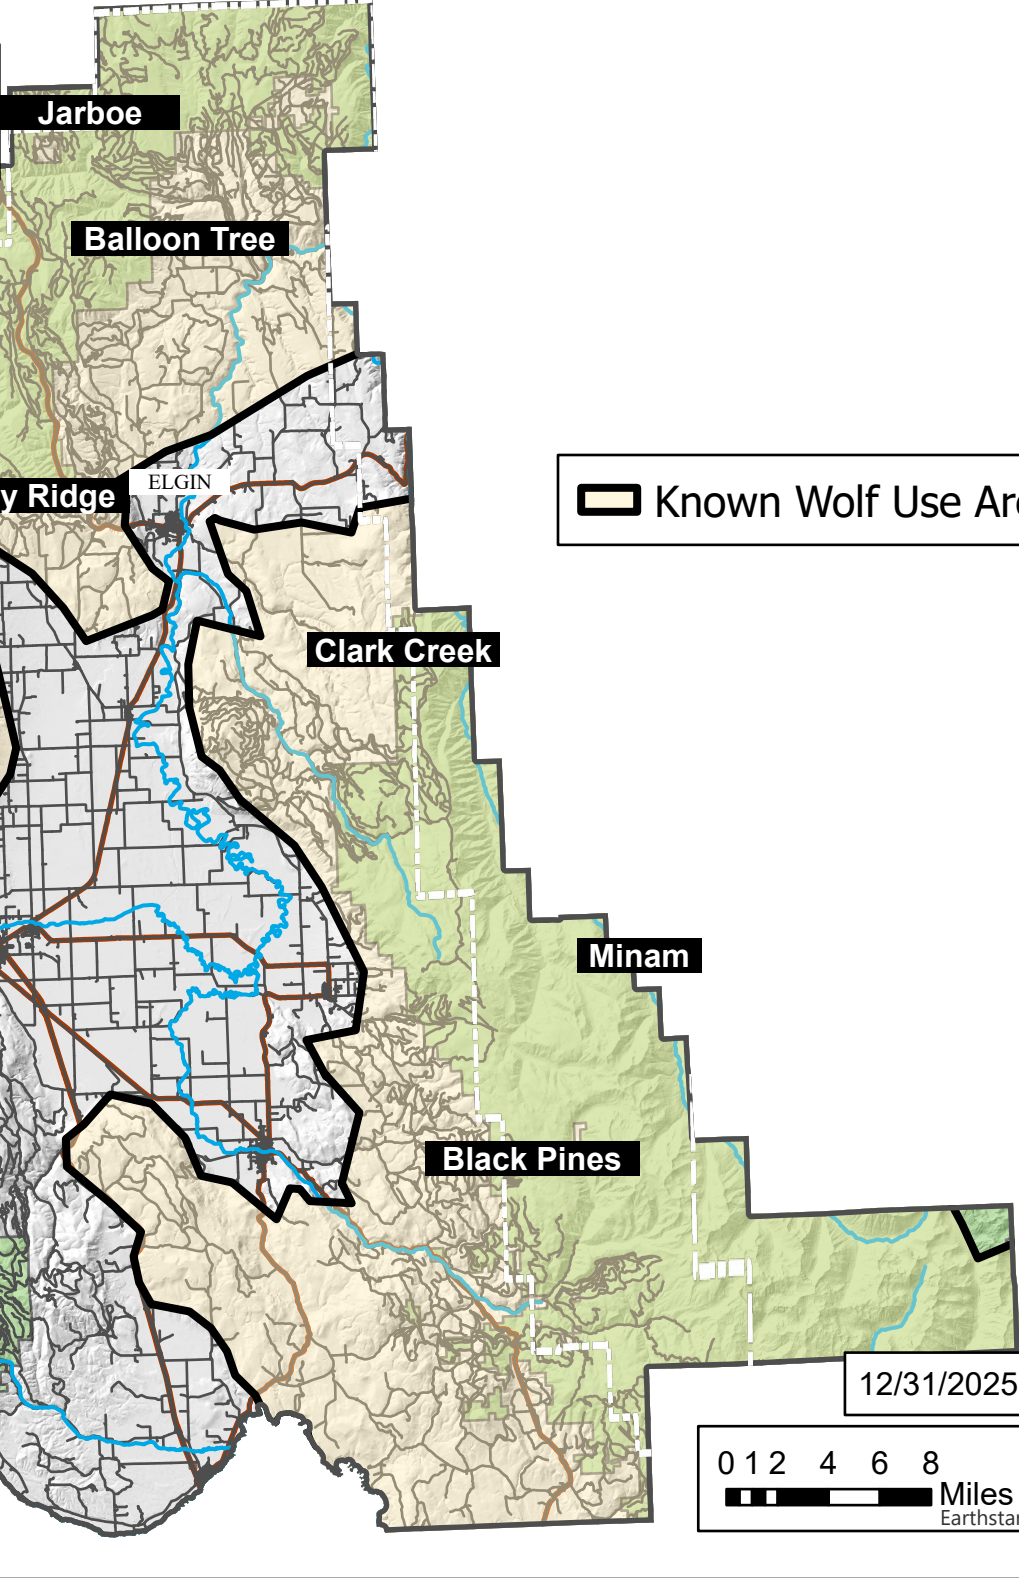 Jarboe
Balloon Tree
ELGIN
y Ridge
Known Wolf Use Ar
Clark Creek
Minam
Black Pines
12/31/2025
0 1 2 4 6 8
Miles
Earthsta